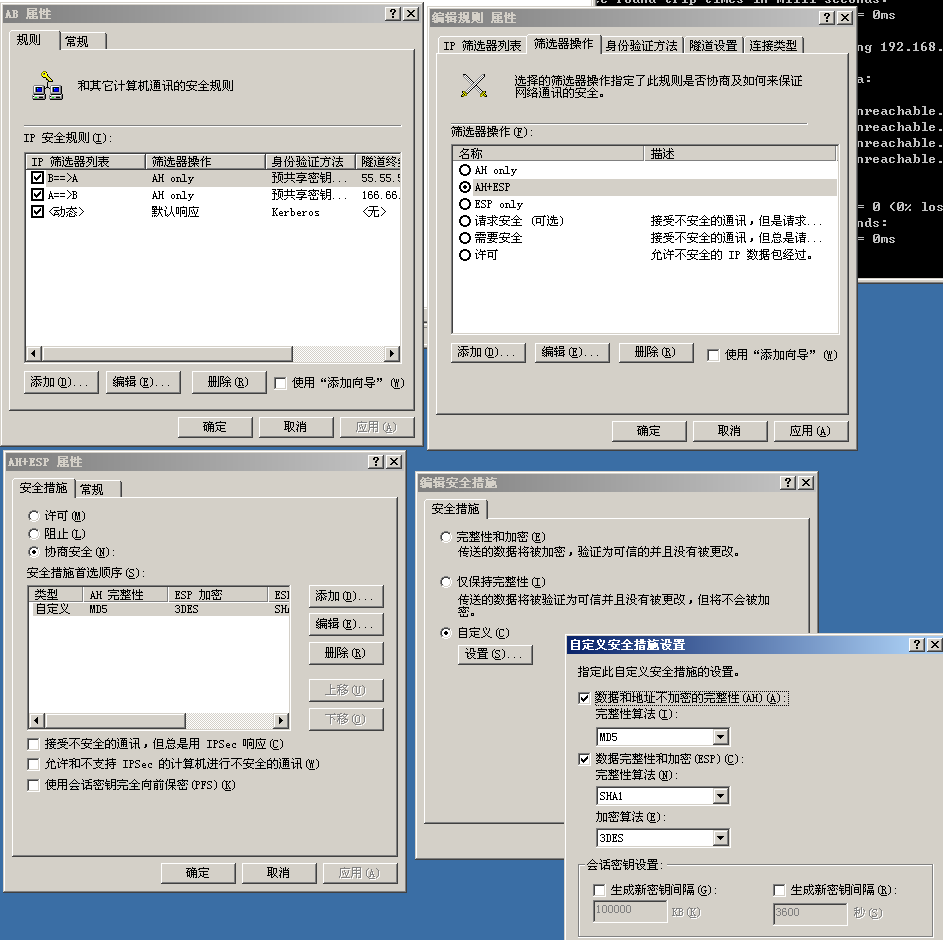 AB 属性
规则
常规
和其它计算机通讯的安全规则
IP 安全规则(I):
IP 筛选器列表 筛选器操作 身份验证方法
B==>A AH only 预共享密钥... 55.55.5
A==>B AH only 预共享密钥... 166.66.
<动态> 默认响应 Kerberos <无>
添加(D)... 编辑(E)... 删除(R) 使用“添加向导”(W)
确定 取消 应用(A)
编辑规则 属性
IP 筛选器列表 筛选器操作 身份验证方法 隧道设置 连接类型
选择的筛选器操作指定了此规则是否协商及如何来保证
网络通讯的安全。
筛选器操作(F):
名称 描述
AH only
AH+ESP
ESP only
请求安全 (可选) 接受不安全的通讯，但是请求...
需要安全 接受不安全的通讯，但总是请...
许可 允许不安全的 IP 数据包经过。
添加(D)... 编辑(E)... 删除(R) 使用“添加向导”(W)
确定 取消 应用(A)
e round trip times in milli seconds:
= 0ms
ng 192.168.
a:
nreachable.
nreachable.
nreachable.
nreachable.
= 0 (0% los
nds:
= 0ms
AH+ESP 属性
安全措施 常规
许可(M)
阻止(L)
协商安全(N):
安全措施首选顺序(S):
类型 AH 完整性 ESP 加密 ESI
自定义 MD5 3DES SHA
添加(D)...
编辑(E)...
删除(R)
上移(U)
下移(O)
接受不安全的通讯，但总是用 IPSec 响应(C)
允许和不支持 IPSec 的计算机进行不安全的通讯(W)
使用会话密钥完全向前保密(PFS)(K)
确定 取消 应用(A)
编辑安全措施
安全措施
完整性和加密(E)
传送的数据将被加密，验证为可信的并且没有被更改。
仅保持完整性(I)
传送的数据将被验证为可信并且没有被更改，但将不会被加
密。
自定义(C)
设置(S)...
自定义安全措施设置
指定此自定义安全措施的设置。
数据和地址不加密的完整性(AH)(A):
完整性算法(I):
MD5
数据完整性和加密(ESP)(C):
完整性算法(N):
SHA1
加密算法(E):
3DES
会话密钥设置:
生成新密钥间隔(G): 生成新密钥间隔(R):
100000 KB(K) 3600 秒(S)